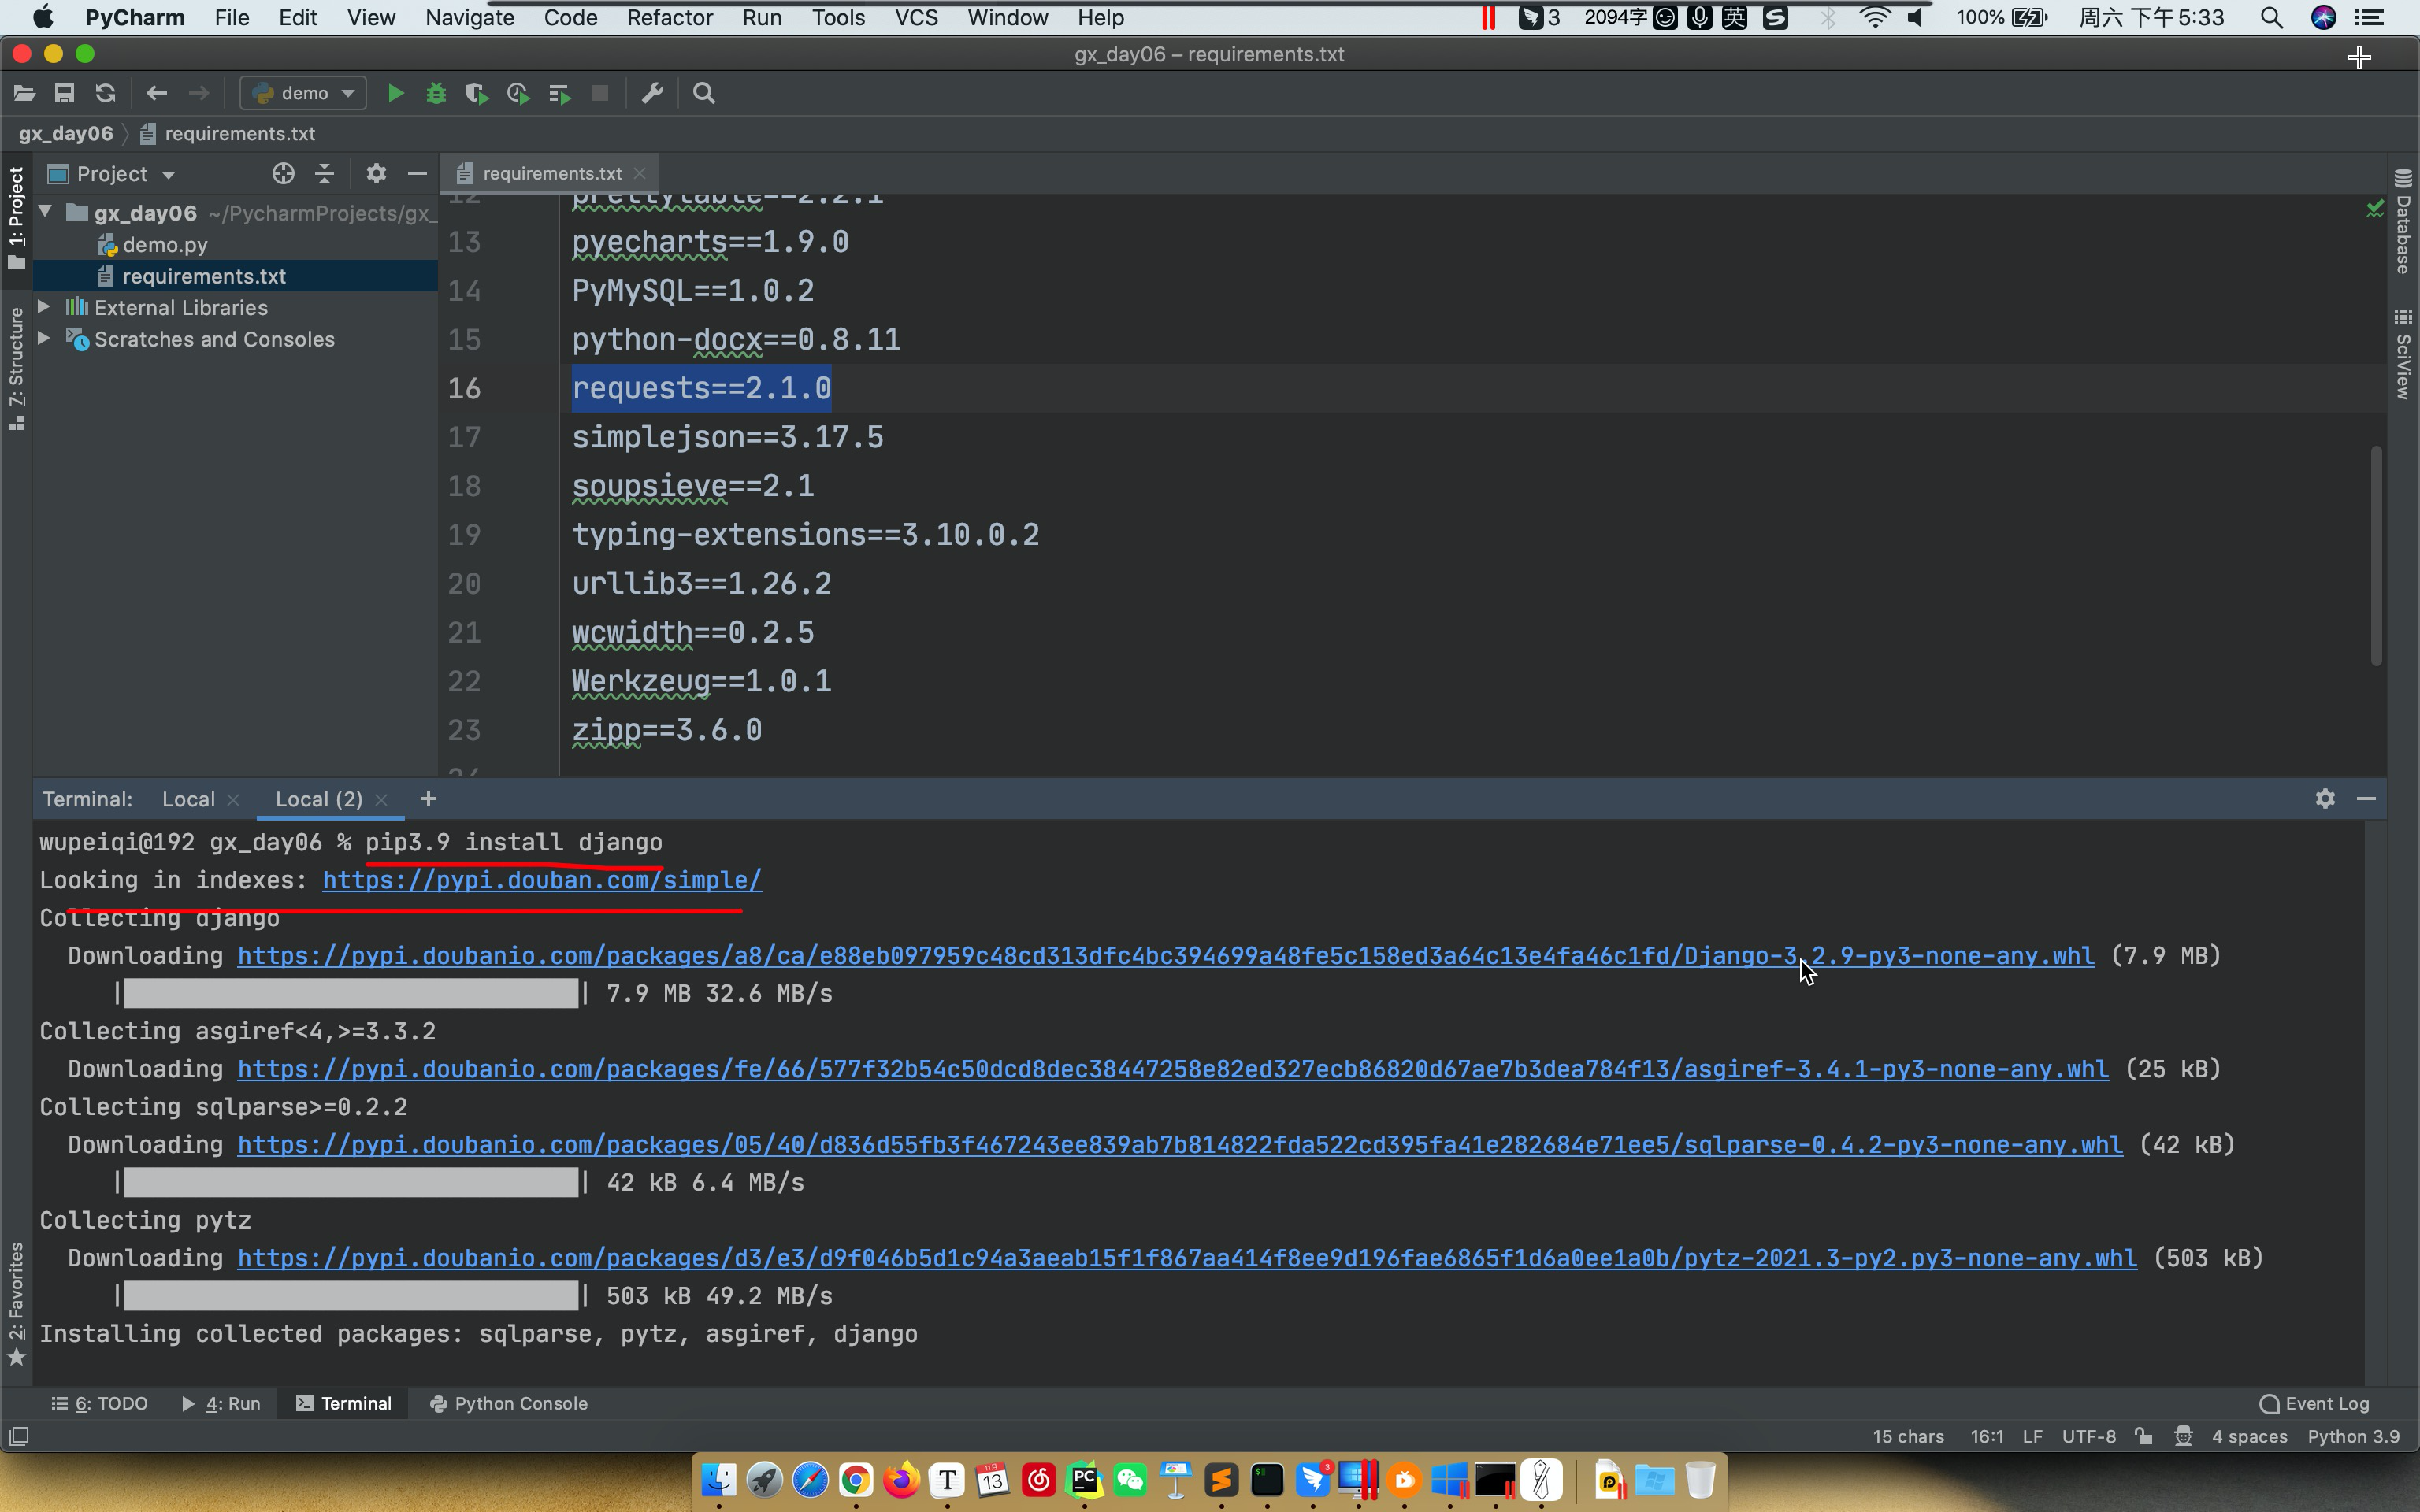 PyCharm File Edit View Navigate Code Refactor Run Tools VCS Window Help 3 2094字 英 100% 周六 下午5:33
gx_day06 – requirements.txt
demo
gx_day06 requirements.txt
Project
requirements.txt
1: Project
7: Structure
2: Favorites
Database
SciView
gx_day06 ~/PycharmProjects/gx_
demo.py
requirements.txt
External Libraries
Scratches and Consoles
12 prettytable==2.2.1
13 pyecharts==1.9.0
14 PyMySQL==1.0.2
15 python-docx==0.8.11
16 requests==2.1.0
17 simplejson==3.17.5
18 soupsieve==2.1
19 typing-extensions==3.10.0.2
20 urllib3==1.26.2
21 wcwidth==0.2.5
22 Werkzeug==1.0.1
23 zipp==3.6.0
24
Terminal: Local Local (2)
wupeiqi@192 gx_day06 % pip3.9 install django
Looking in indexes: https://pypi.douban.com/simple/
Collecting django
Downloading https://pypi.doubanio.com/packages/a8/ca/e88eb097959c48cd313dfc4bc394699a48fe5c158ed3a64c13e4fa46c1fd/Django-3.2.9-py3-none-any.whl (7.9 MB)
| | 7.9 MB 32.6 MB/s
Collecting asgiref<4,>=3.3.2
Downloading https://pypi.doubanio.com/packages/fe/66/577f32b54c50dcd8dec38447258e82ed327ecb86820d67ae7b3dea784f13/asgiref-3.4.1-py3-none-any.whl (25 kB)
Collecting sqlparse>=0.2.2
Downloading https://pypi.doubanio.com/packages/05/40/d836d55fb3f467243ee839ab7b814822fda522cd395fa41e282684e71ee5/sqlparse-0.4.2-py3-none-any.whl (42 kB)
| | 42 kB 6.4 MB/s
Collecting pytz
Downloading https://pypi.doubanio.com/packages/d3/e3/d9f046b5d1c94a3aeab15f1f867aa414f8ee9d196fae6865f1d6a0ee1a0b/pytz-2021.3-py2.py3-none-any.whl (503 kB)
| | 503 kB 49.2 MB/s
Installing collected packages: sqlparse, pytz, asgiref, django
6: TODO 4: Run Terminal Python Console Event Log
15 chars 16:1 LF UTF-8 4 spaces Python 3.9
T 11月 13 PC 3